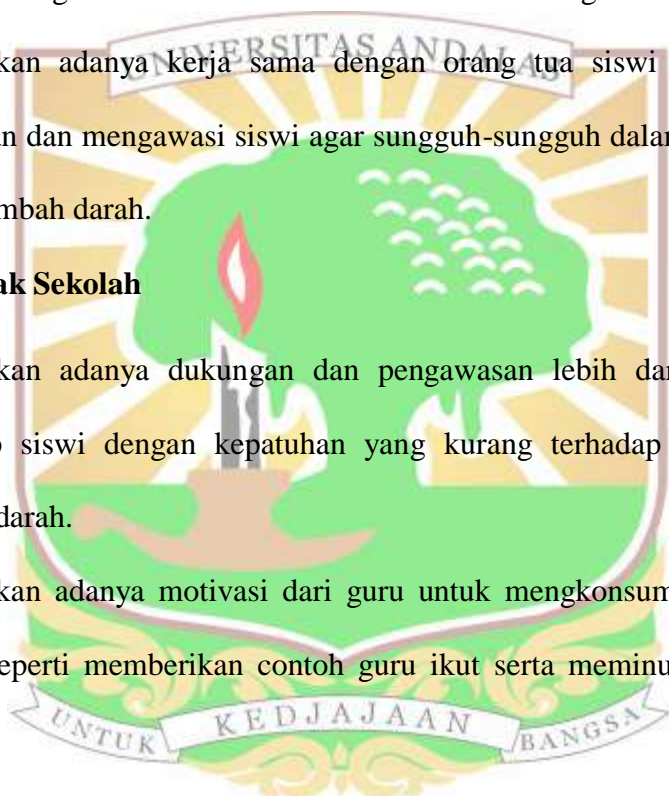 UNIVERSITAS ANDALAS
kan adanya kerja sama dengan orang tua siswi
n dan mengawasi siswi agar sungguh-sungguh dalam
mbah darah.
ak Sekolah
kan adanya dukungan dan pengawasan lebih dar
siswi dengan kepatuhan yang kurang terhadap
darah.
kan adanya motivasi dari guru untuk mengkonsum
seperti memberikan contoh guru ikut serta meminu
UNTUK KEDJAJAAN BANGSA